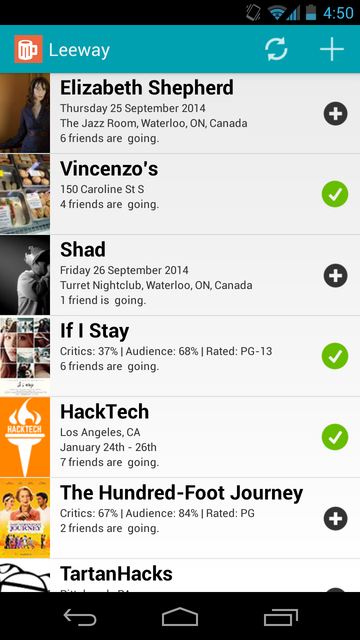 4:50
Leeway
Elizabeth Shepherd
Thursday 25 September 2014
The Jazz Room, Waterloo, ON, Canada
6 friends are going.
Vincenzo's
150 Caroline St S
4 friends are going.
Shad
Friday 26 September 2014
Turret Nightclub, Waterloo, ON, Canada
1 friend is going.
If I Stay
Critics: 37% | Audience: 68% | Rated: PG-13
6 friends are going.
HACKTECH
HackTech
Los Angeles, CA
January 24th - 26th
7 friends are going.
JOURNEY
The Hundred-Foot Journey
Critics: 67% | Audience: 84% | Rated: PG
2 friends are going.
TartanHacks